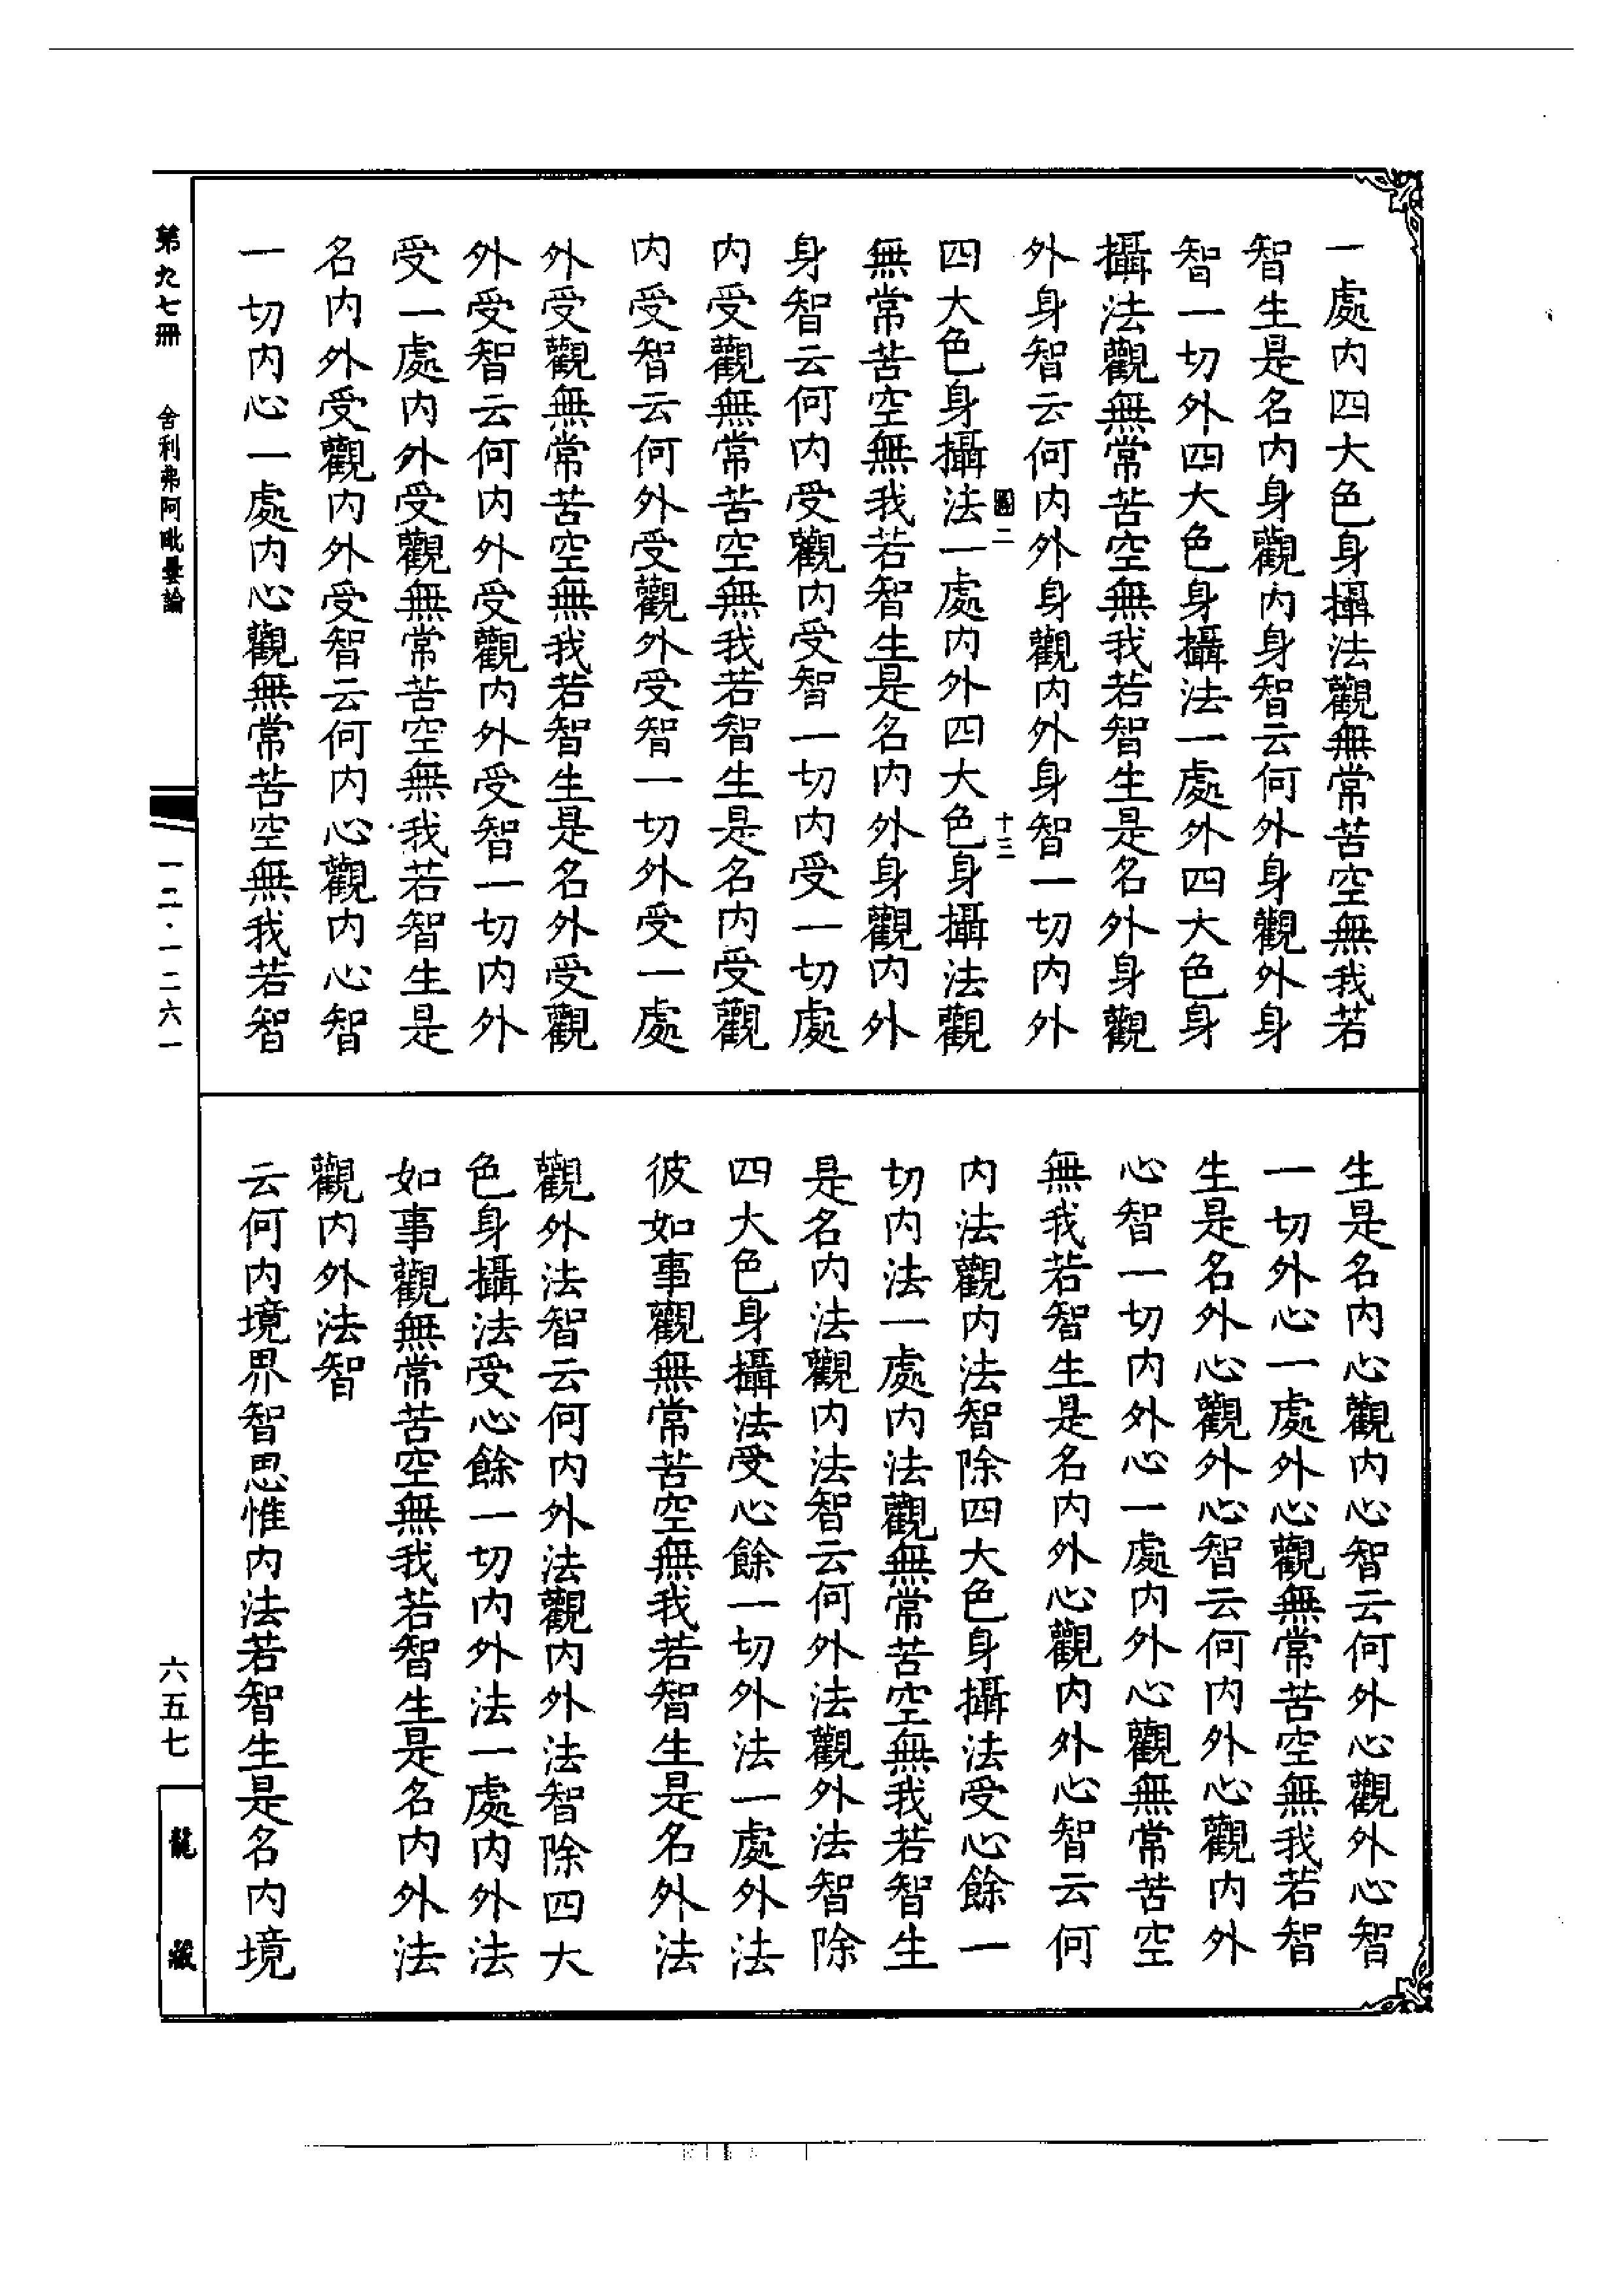 一處內四大色身攝法觀無常苦空無我若
智生是名內身觀內身智云何外身觀外身
智一切外四大色身攝法一處外四大色身
攝法觀無常苦空無我若智生是名外身觀
外身智云何內外身觀內外身智一切內外
二 十三
四大色身攝法一處內外四大色身攝法觀
無常苦空無我若智生是名內外身觀內外
身智云何內受觀內受智一切內受一切處
內受觀無常苦空無我若智生是名內受觀
內受智云何外受觀外受智一切外受一處
外受觀無常苦空無我若智生是名外受觀
外受智云何內外受觀內外受智一切內外
受一處內外受觀無常苦空無我若智生是
名內外受觀內外受智云何內心觀內心智
一切內心一處內心觀無常苦空無我若智
生是名內心觀內心智云何外心觀外心智
一切外心一處外心觀無常苦空無我若智
生是名外心觀外心智云何內外心觀內外
心智一切內外心一處內外心觀無常苦空
無我若智生是名內外心觀內外心智云何
內法觀內法智除四大色身攝法受心餘一
切內法一處內法觀無常苦空無我若智生
是名內法觀內法智云何外法觀外法智除
四大色身攝法受心餘一切外法一處外法
彼如事觀無常苦空無我若智生是名外法
觀外法智云何內外法觀內外法智除四大
色身攝法受心餘一切內外法一處內外法
如事觀無常苦空無我若智生是名內外法
觀內外法智
云何內境界智思惟內法若智生是名內境
第九七冊 舍利弗阿毗曇論 一二·一二六一 六五七 龍藏